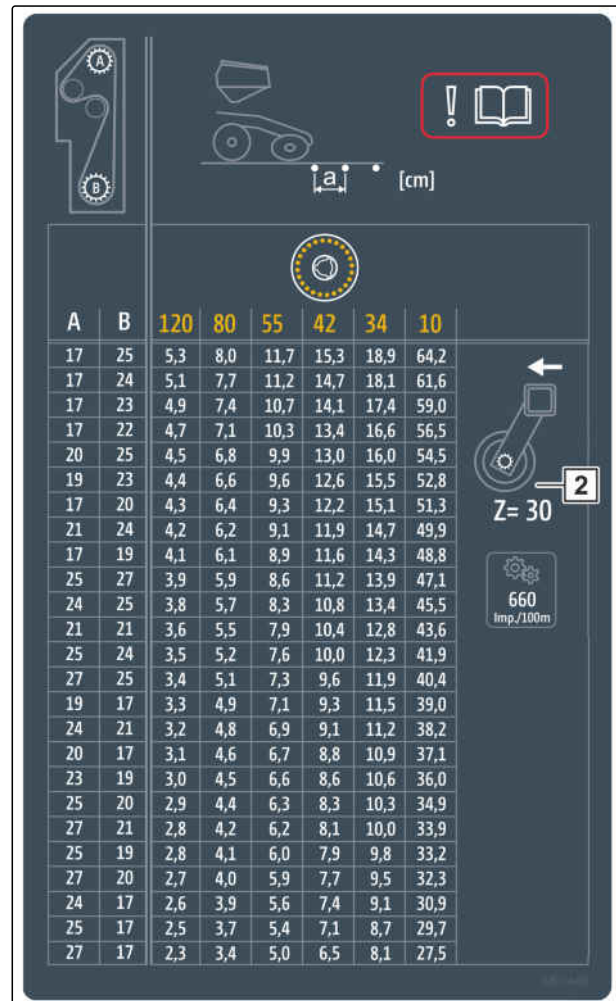 A
B
!
a
[cm]
A B 120 80 55 42 34 10
17 25 5,3 8,0 11,7 15,3 18,9 64,2
17 24 5,1 7,7 11,2 14,7 18,1 61,6
17 23 4,9 7,4 10,7 14,1 17,4 59,0
17 22 4,7 7,1 10,3 13,4 16,6 56,5
20 25 4,5 6,8 9,9 13,0 16,0 54,5
19 23 4,4 6,6 9,6 12,6 15,5 52,8
17 20 4,3 6,4 9,3 12,2 15,1 51,3
21 24 4,2 6,2 9,1 11,9 14,7 49,9
17 19 4,1 6,1 8,9 11,6 14,3 48,8
25 27 3,9 5,9 8,6 11,2 13,9 47,1
24 25 3,8 5,7 8,3 10,8 13,4 45,5
21 21 3,6 5,5 7,9 10,4 12,8 43,6
25 24 3,5 5,2 7,6 10,0 12,3 41,9
27 25 3,4 5,1 7,3 9,6 11,9 40,4
19 17 3,3 4,9 7,1 9,3 11,5 39,0
24 21 3,2 4,8 6,9 9,1 11,2 38,2
20 17 3,1 4,6 6,7 8,8 10,9 37,1
23 19 3,0 4,5 6,6 8,6 10,6 36,0
25 20 2,9 4,4 6,3 8,3 10,3 34,9
27 21 2,8 4,2 6,2 8,1 10,0 33,9
25 19 2,8 4,1 6,0 7,9 9,8 33,2
27 20 2,7 4,0 5,9 7,7 9,5 32,3
24 17 2,6 3,9 5,6 7,4 9,1 30,9
25 17 2,5 3,7 5,4 7,1 8,7 29,7
27 17 2,3 3,4 5,0 6,5 8,1 27,5
2
Z= 30
660
Imp./100m